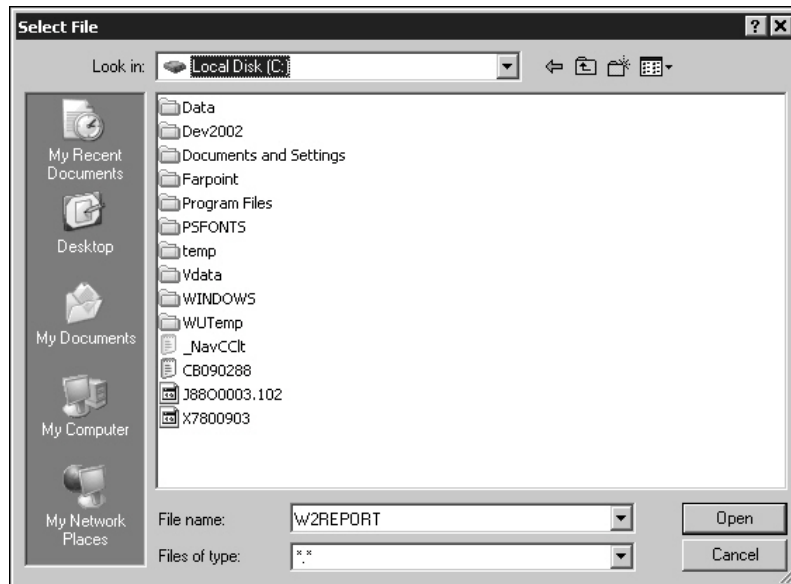 Select File
Look in: Local Disk (C:)
My Recent
Documents
Desktop
My Documents
My Computer
My Network
Places
Data
Dev2002
Documents and Settings
Farpoint
Program Files
PSFONTS
temp
Vdata
WINDOWS
WUTemp
_NavCClt
CB090288
J88O0003.102
X7800903
File name: W2REPORT Open
Files of type: *.* Cancel